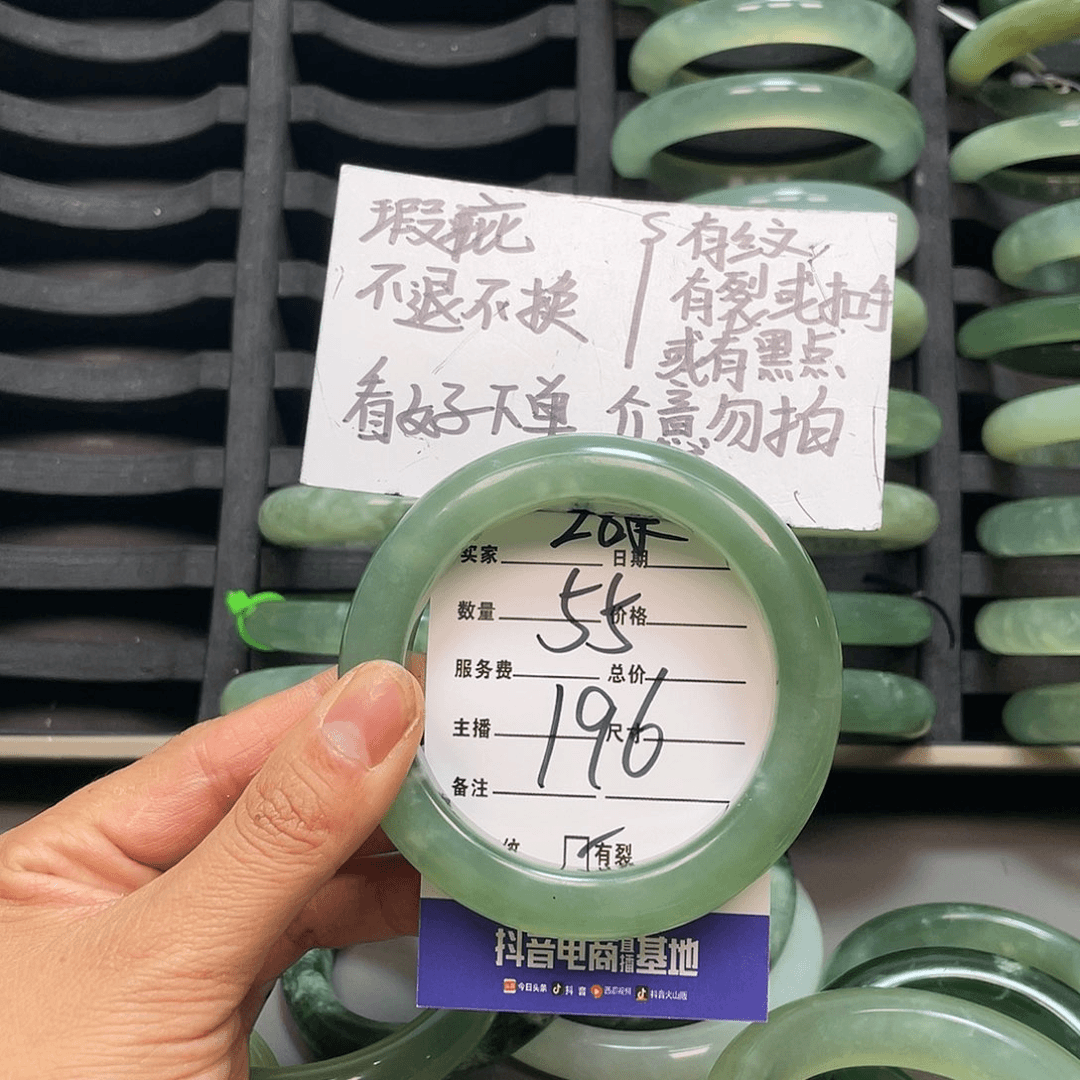 瑕疵
不退不换
看好下单 介意勿拍
有纹
有裂或扣手
或有黑点
买家 日期
55
数量 价格
服务费 总价
196
主播 尺寸
备注
有裂
抖音电商直播基地
今日头条 抖音 西瓜视频 抖音火山版